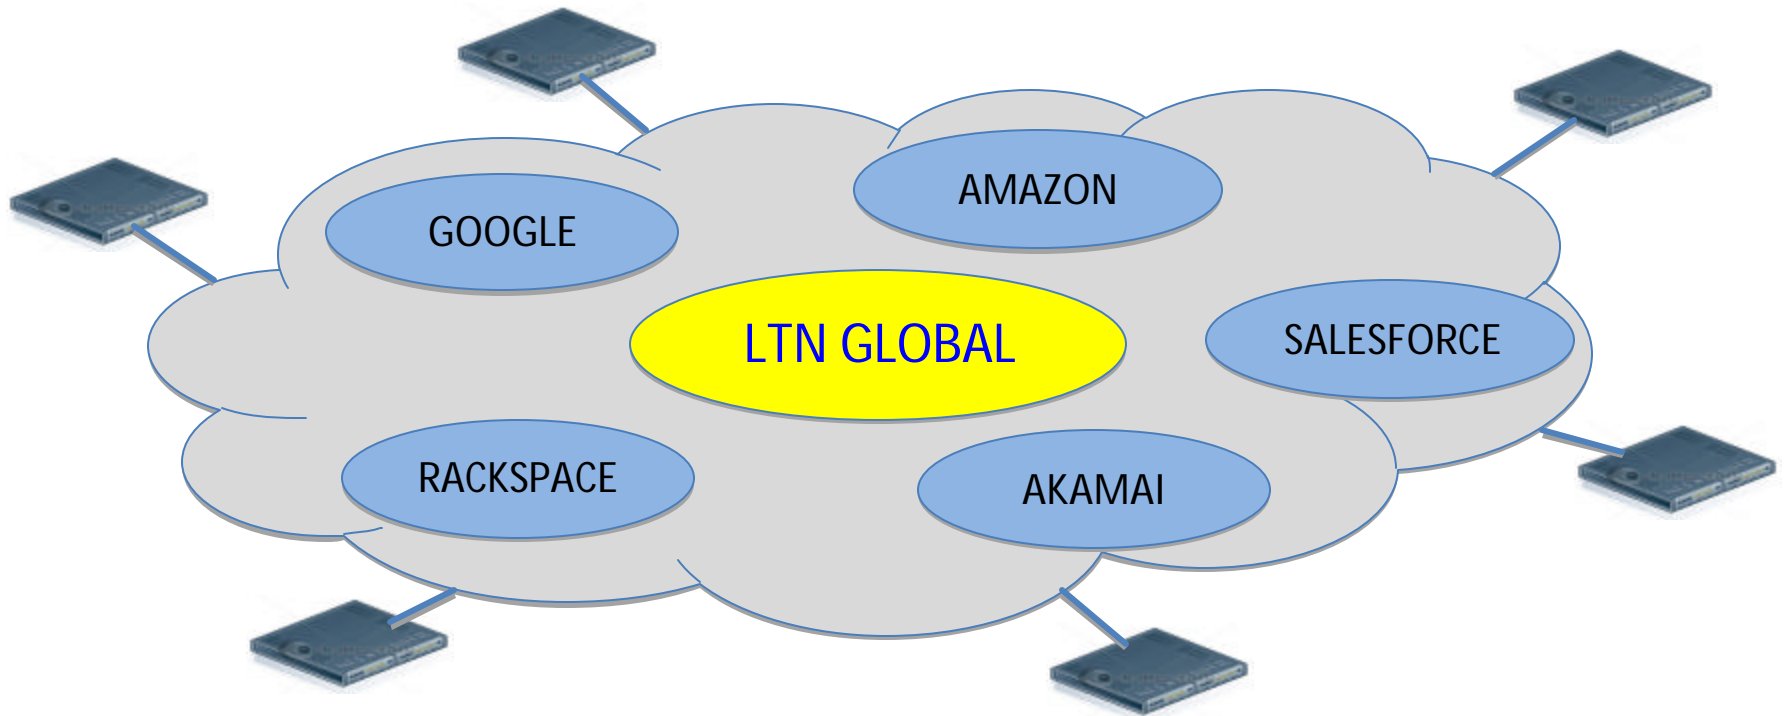 AMAZON
GOOGLE
LTN GLOBAL
SALESFORCE
RACKSPACE
AKAMAI